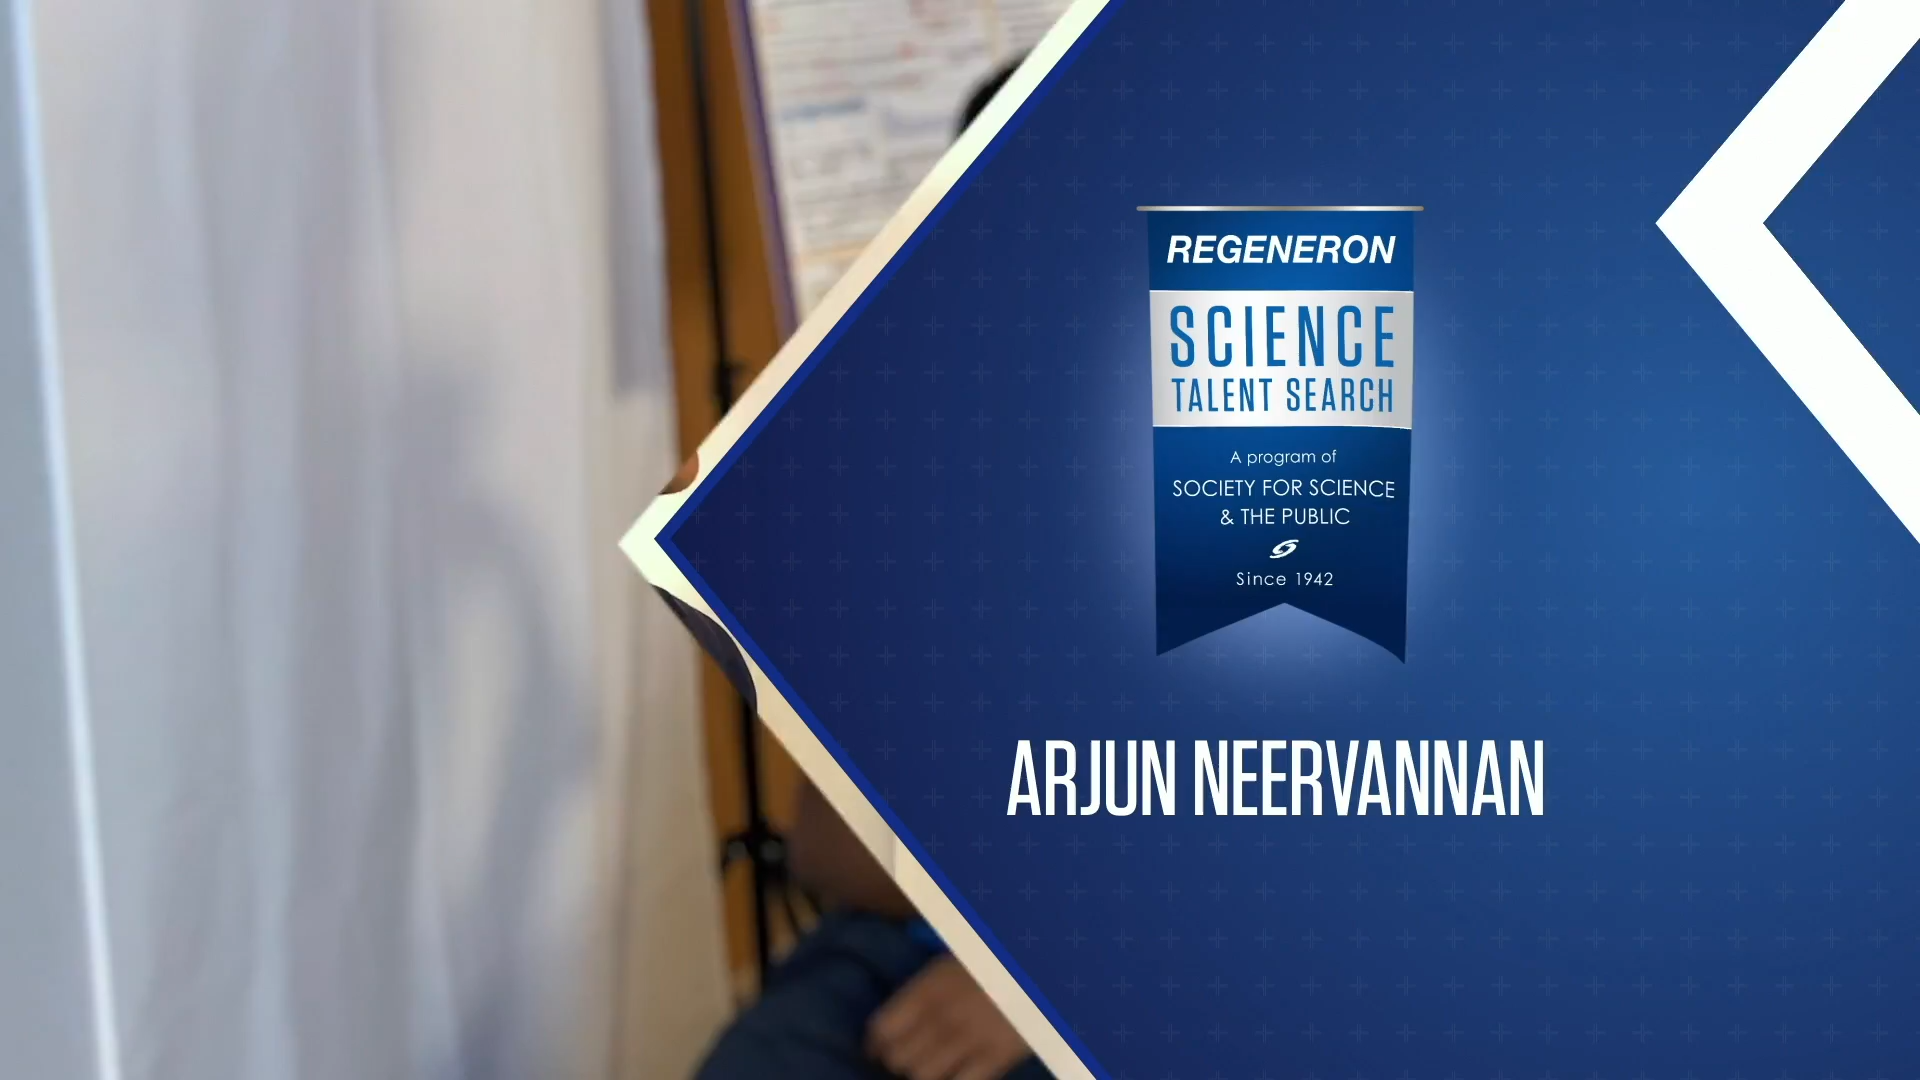 REGENERON
SCIENCE
TALENT SEARCH
A program of
SOCIETY FOR SCIENCE
& THE PUBLIC
Since 1942
ARJUN NEERVANNAN